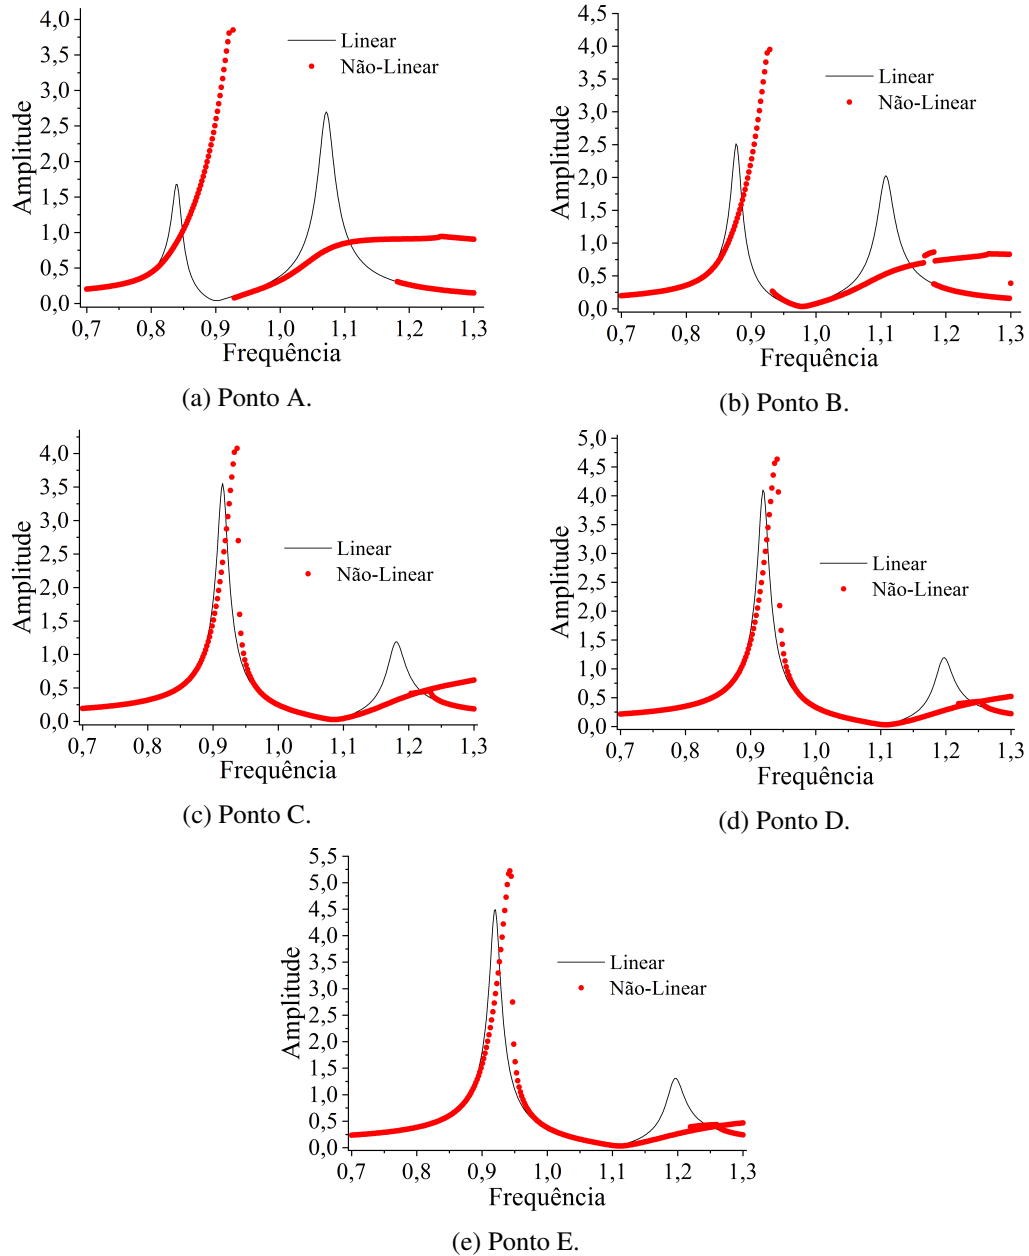 4,0
3,5
3,0
2,5
2,0
1,5
1,0
0,5
0,0
Amplitude
Linear
Não-Linear
0,7 0,8 0,9 1,0 1,1 1,2 1,3
Frequência
(a) Ponto A.
4,5
4,0
3,5
3,0
2,5
2,0
1,5
1,0
0,5
0,0
Amplitude
Linear
Não-Linear
0,7 0,8 0,9 1,0 1,1 1,2 1,3
Frequência
(b) Ponto B.
4,0
3,5
3,0
2,5
2,0
1,5
1,0
0,5
0,0
Amplitude
Linear
Não-Linear
0,7 0,8 0,9 1,0 1,1 1,2 1,3
Frequência
(c) Ponto C.
5,0
4,5
4,0
3,5
3,0
2,5
2,0
1,5
1,0
0,5
0,0
Amplitude
Linear
Não-Linear
0,7 0,8 0,9 1,0 1,1 1,2 1,3
Frequência
(d) Ponto D.
5,5
5,0
4,5
4,0
3,5
3,0
2,5
2,0
1,5
1,0
0,5
0,0
Amplitude
Linear
Não-Linear
0,7 0,8 0,9 1,0 1,1 1,2 1,3
Frequência
(e) Ponto E.